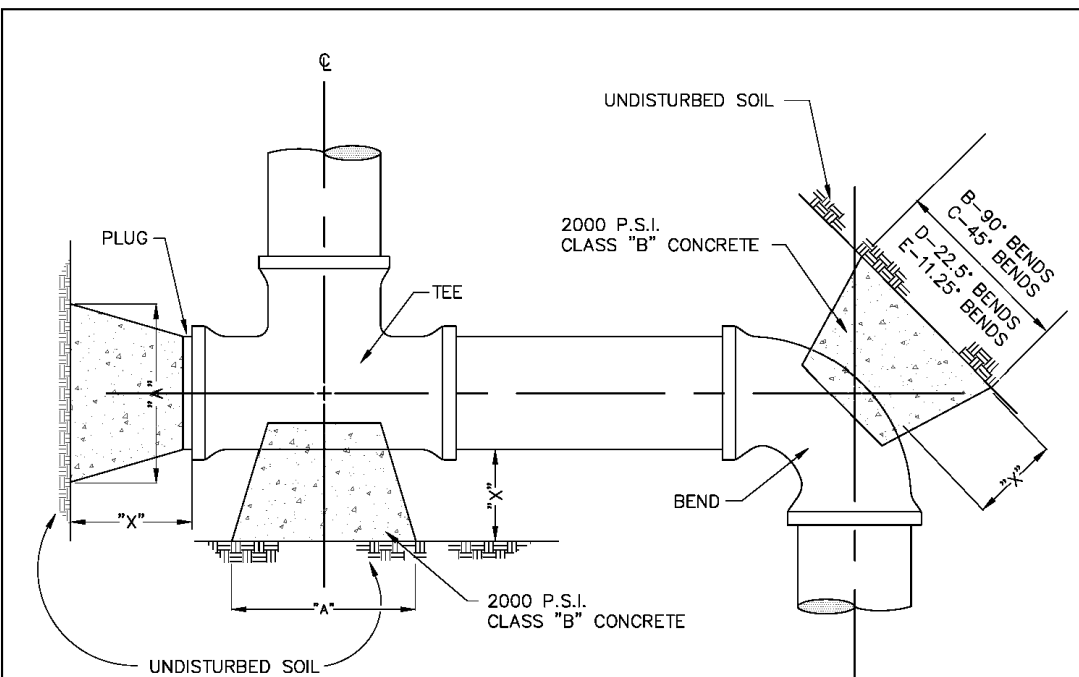 ℄
UNDISTURBED SOIL
2000 P.S.I.
CLASS "B" CONCRETE
B-90° BENDS
C-45° BENDS
D-22.5° BENDS
E-11.25° BENDS
PLUG
TEE
"A"
"X"
"X"
"X"
BEND
"A"
2000 P.S.I.
CLASS "B" CONCRETE
UNDISTURBED SOIL